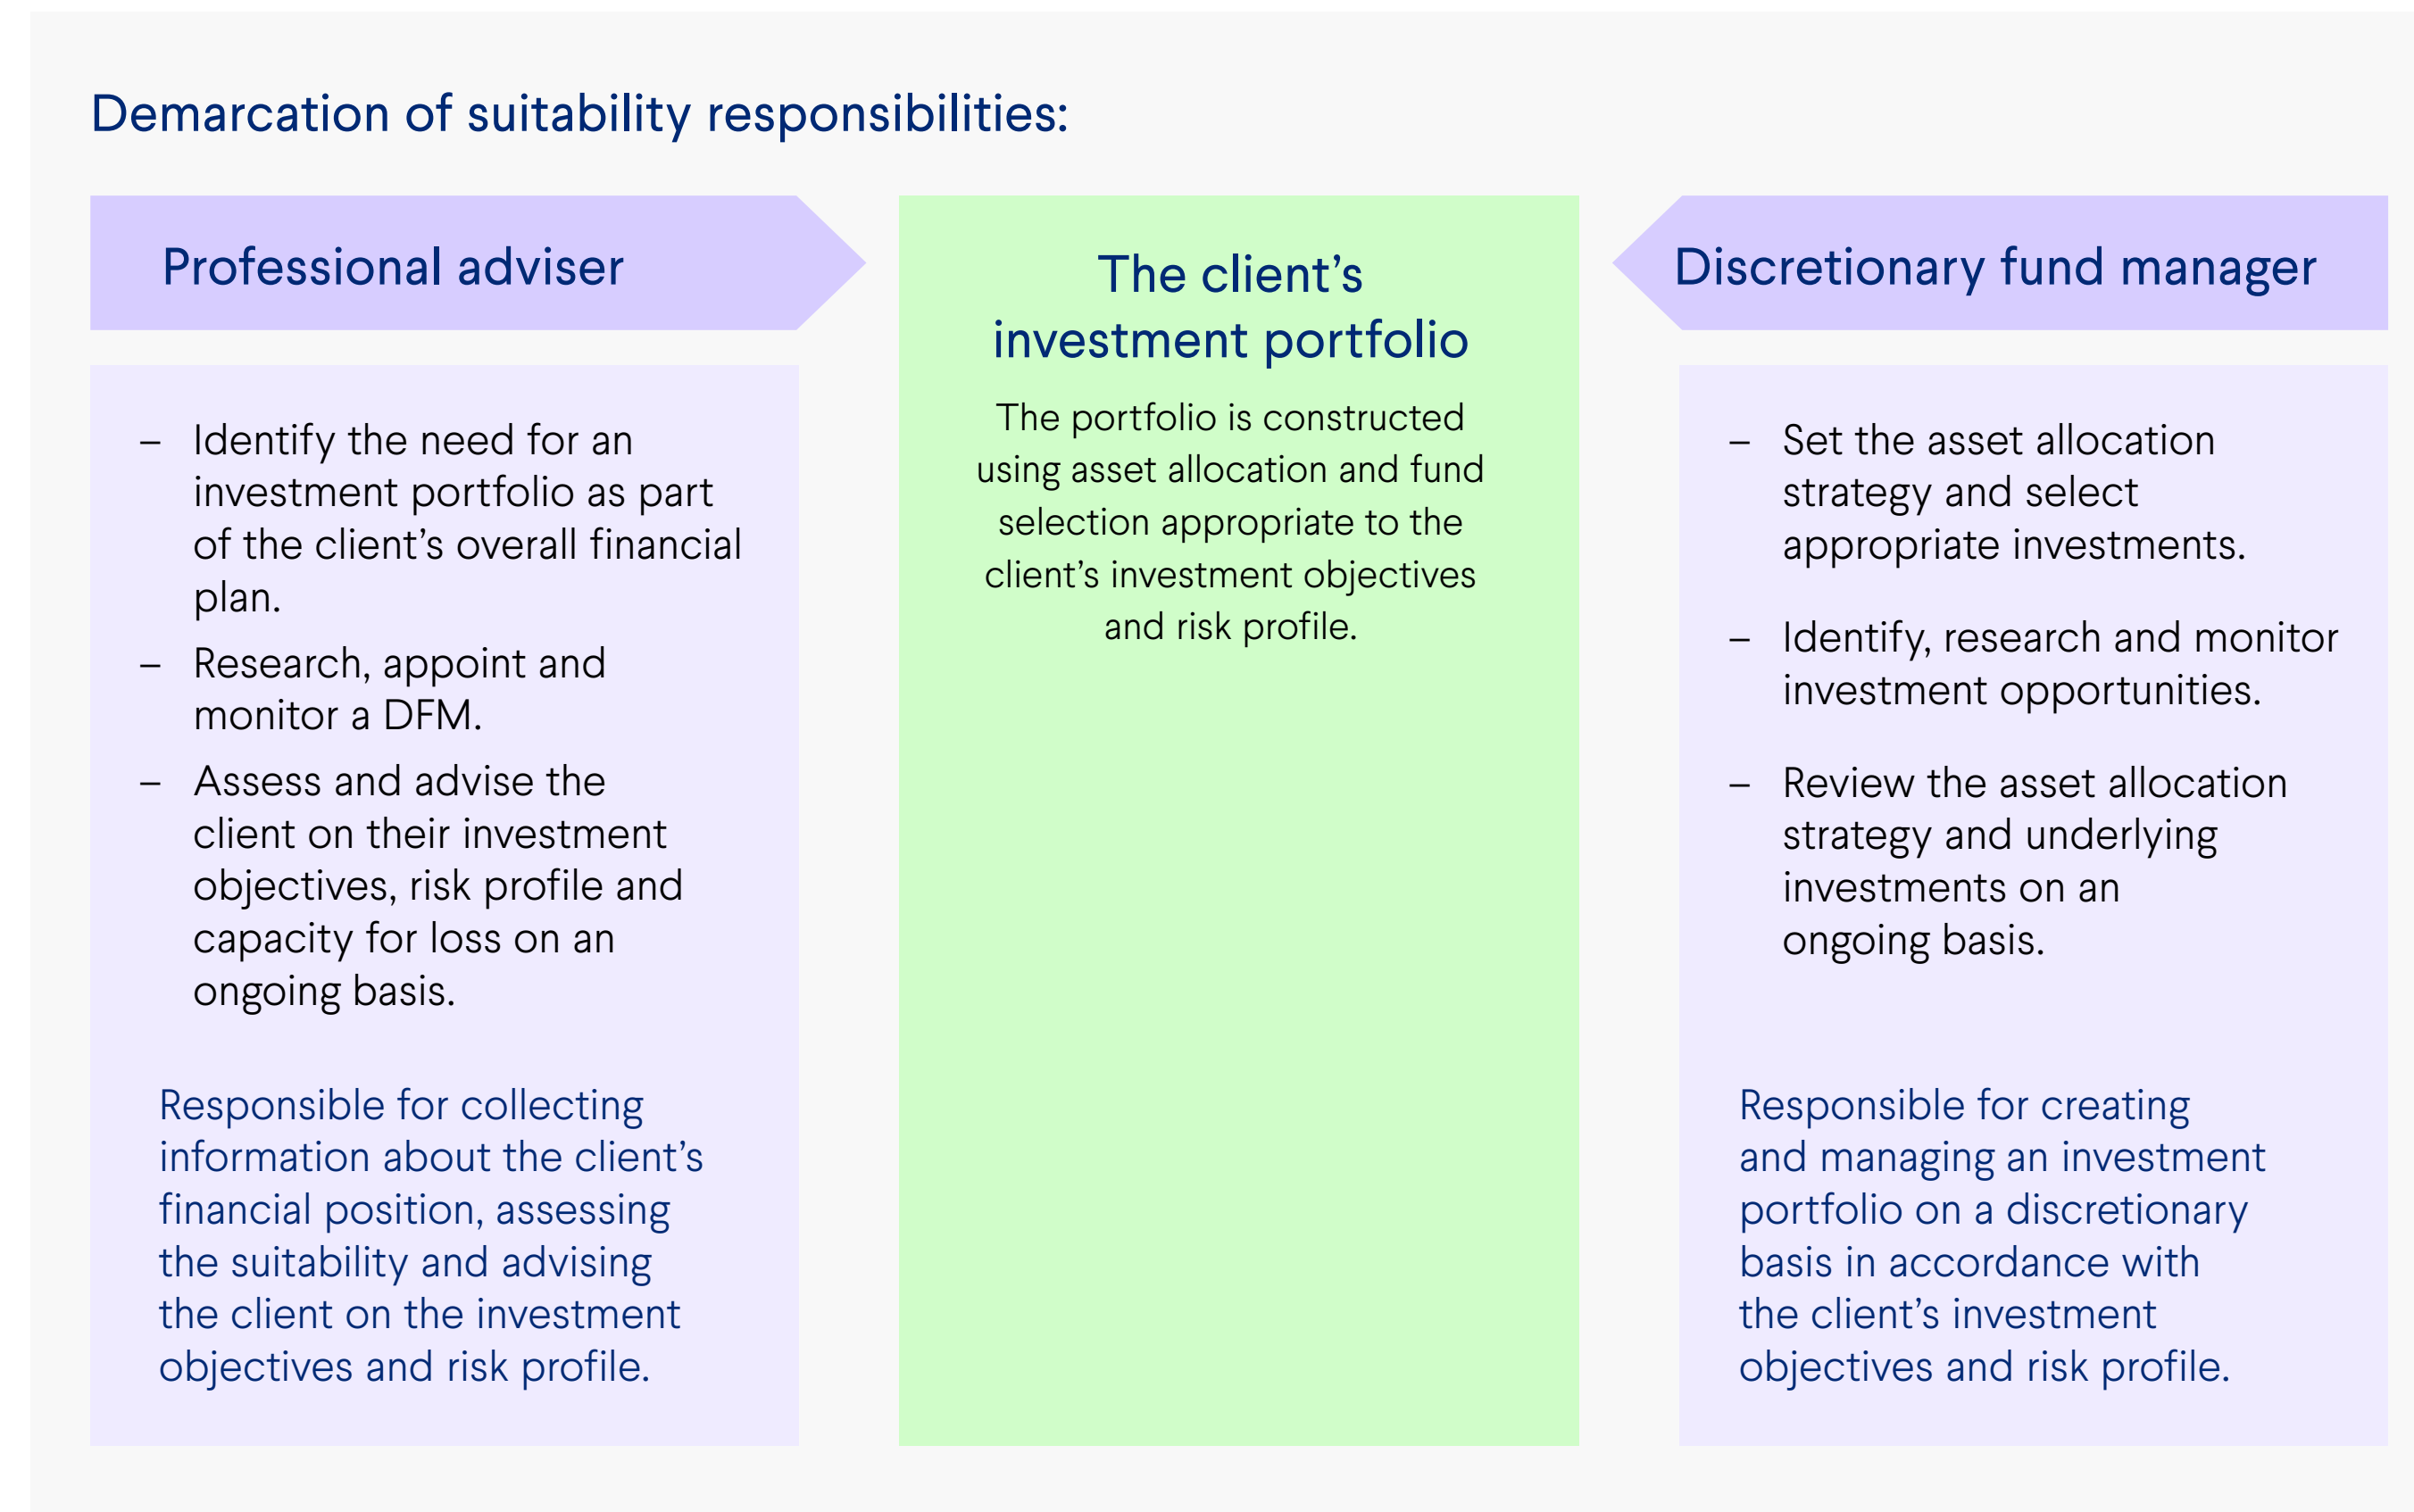 Demarcation of suitability responsibilities:
Professional adviser
– Identify the need for an
investment portfolio as part
of the client’s overall financial
plan.
– Research, appoint and
monitor a DFM.
– Assess and advise the
client on their investment
objectives, risk profile and
capacity for loss on an
ongoing basis.
Responsible for collecting
information about the client’s
financial position, assessing
the suitability and advising
the client on the investment
objectives and risk profile.
The client’s
investment portfolio
The portfolio is constructed
using asset allocation and fund
selection appropriate to the
client’s investment objectives
and risk profile.
Discretionary fund manager
– Set the asset allocation
strategy and select
appropriate investments.
– Identify, research and monitor
investment opportunities.
– Review the asset allocation
strategy and underlying
investments on an
ongoing basis.
Responsible for creating
and managing an investment
portfolio on a discretionary
basis in accordance with
the client’s investment
objectives and risk profile.